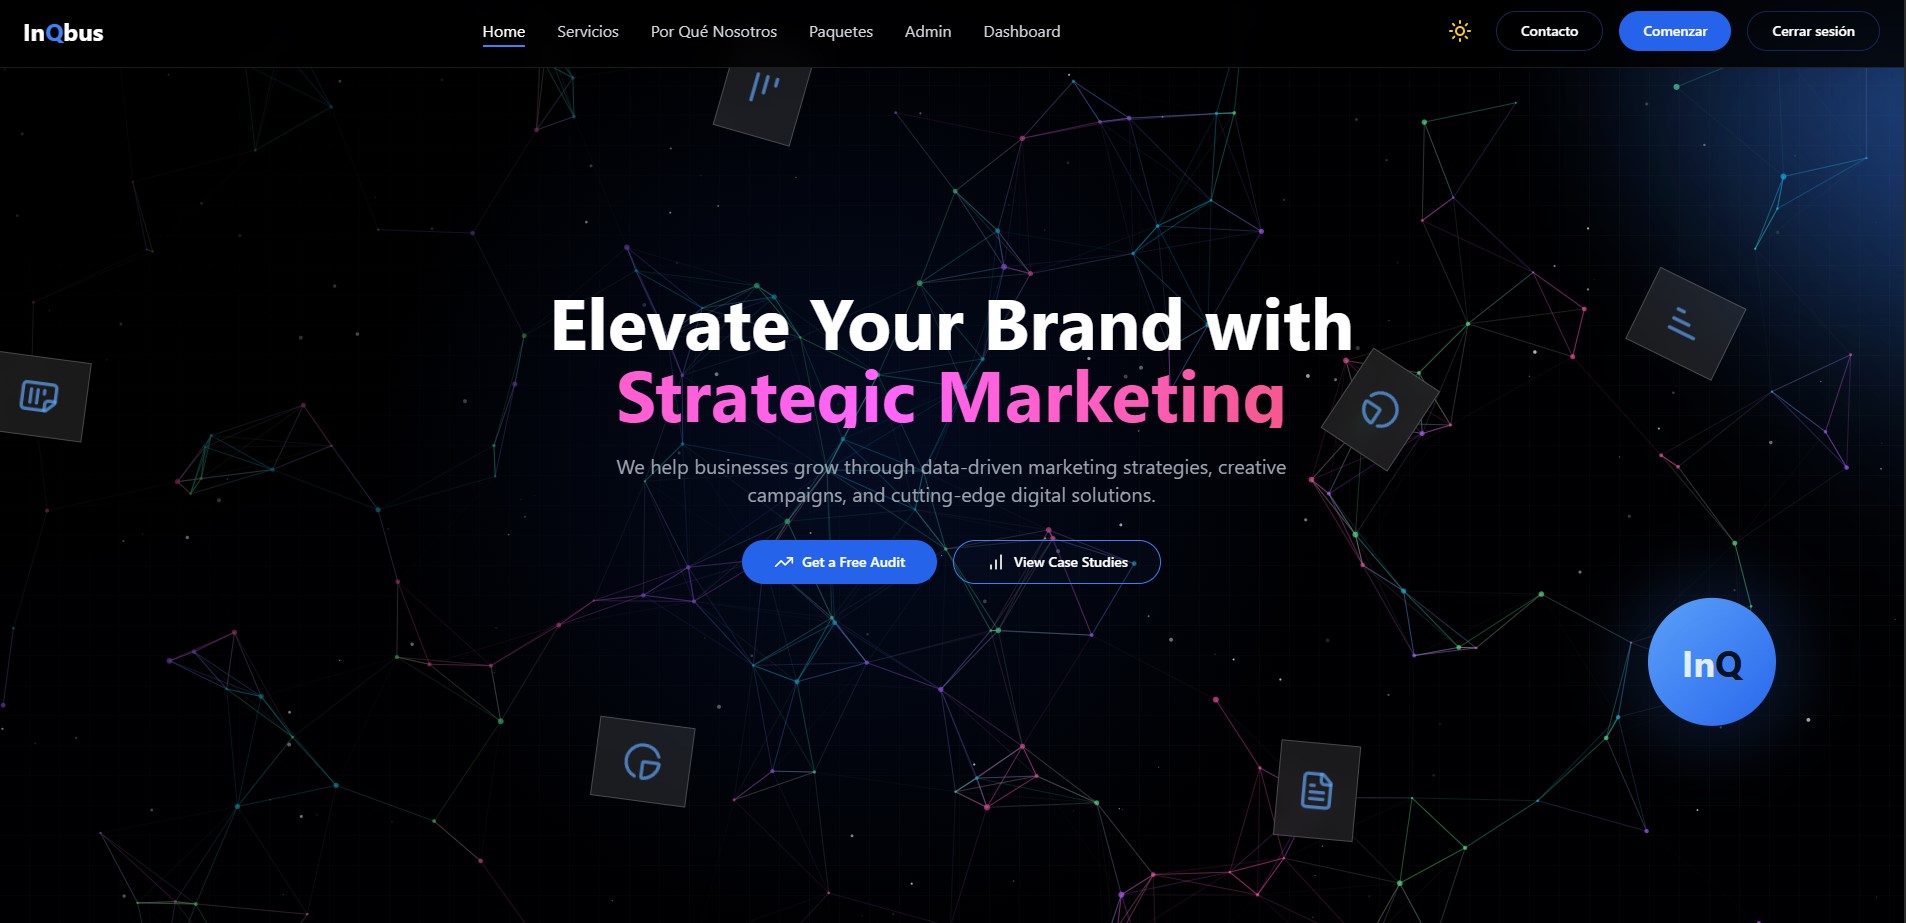 InQbus
Home Servicios Por Qué Nosotros Paquetes Admin Dashboard Contacto Comenzar Cerrar sesión
Elevate Your Brand with
Strategic Marketing
We help businesses grow through data-driven marketing strategies, creative
campaigns, and cutting-edge digital solutions.
Get a Free Audit View Case Studies
InQ